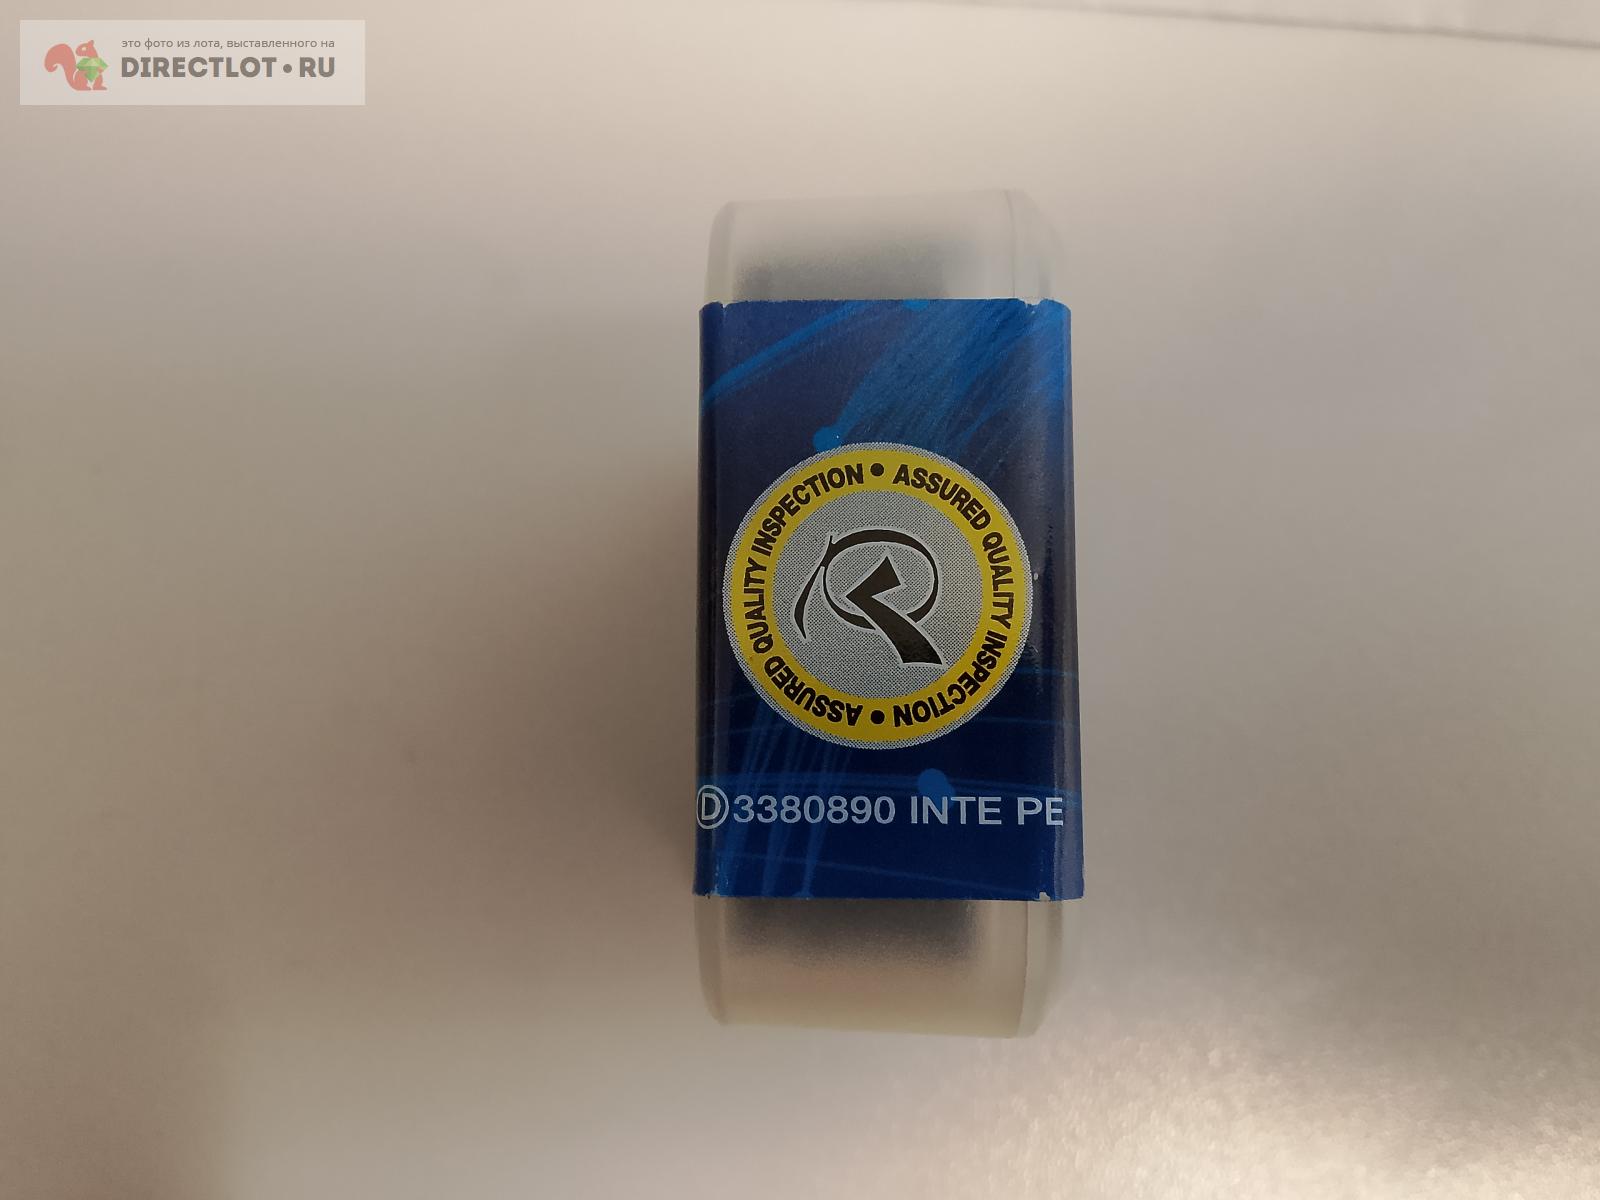 это фото из лота, выставленного на
DIRECTLOT•RU
ASSURED QUALITY INSPECTION • ASSURED QUALITY INSPECTION •
Ⓓ3380890 INTE PE